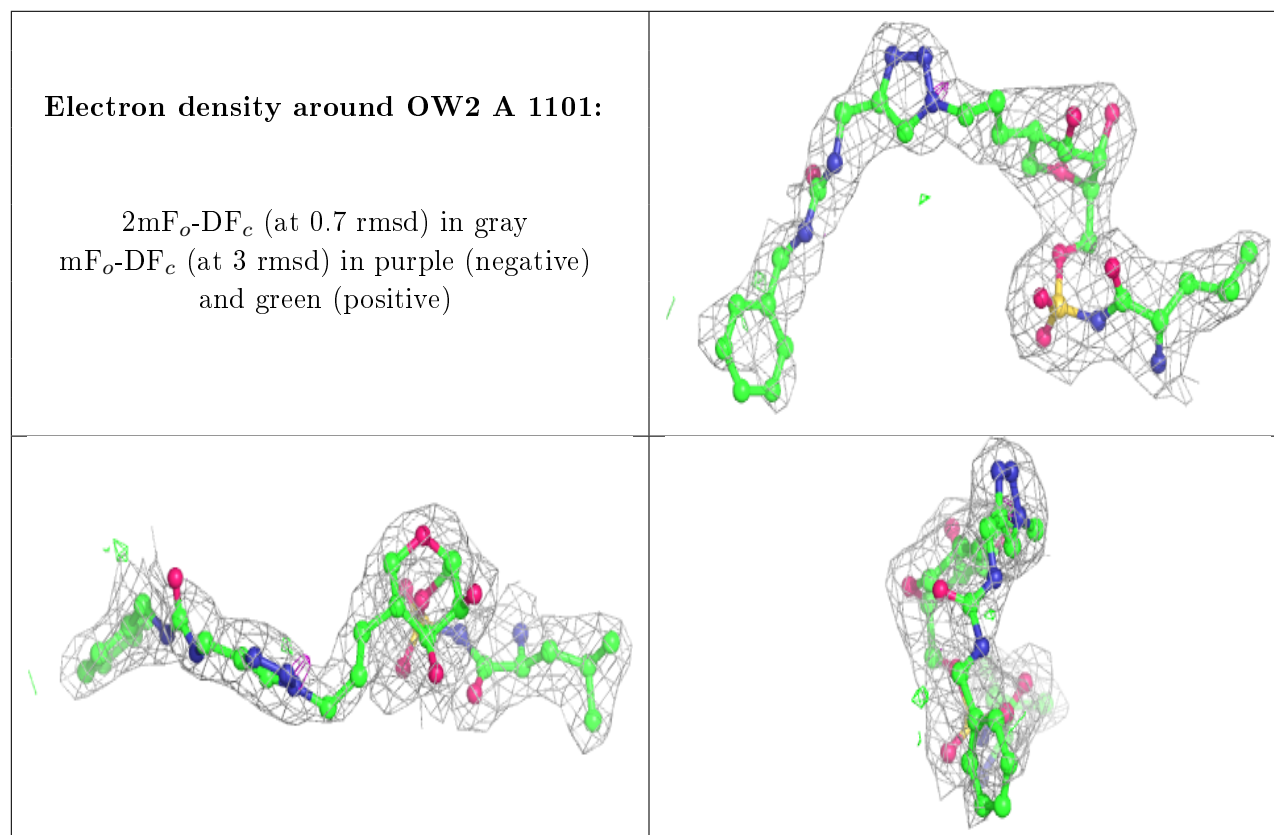 Electron density around OW2 A 1101:
2mFₒ-DF𝒸 (at 0.7 rmsd) in gray
mFₒ-DF𝒸 (at 3 rmsd) in purple (negative)
and green (positive)